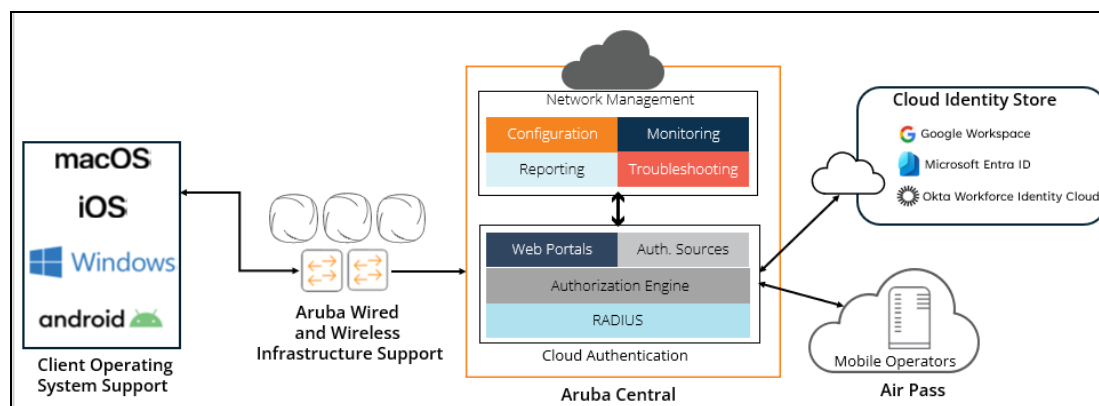 macOS
iOS
Windows
android
Client Operating
System Support
Aruba Wired
and Wireless
Infrastructure Support
Network Management
Configuration
Monitoring
Reporting
Troubleshooting
Web Portals
Auth. Sources
Authorization Engine
RADIUS
Cloud Authentication
Aruba Central
Cloud Identity Store
Google Workspace
Microsoft Entra ID
Okta Workforce Identity Cloud
Mobile Operators
Air Pass